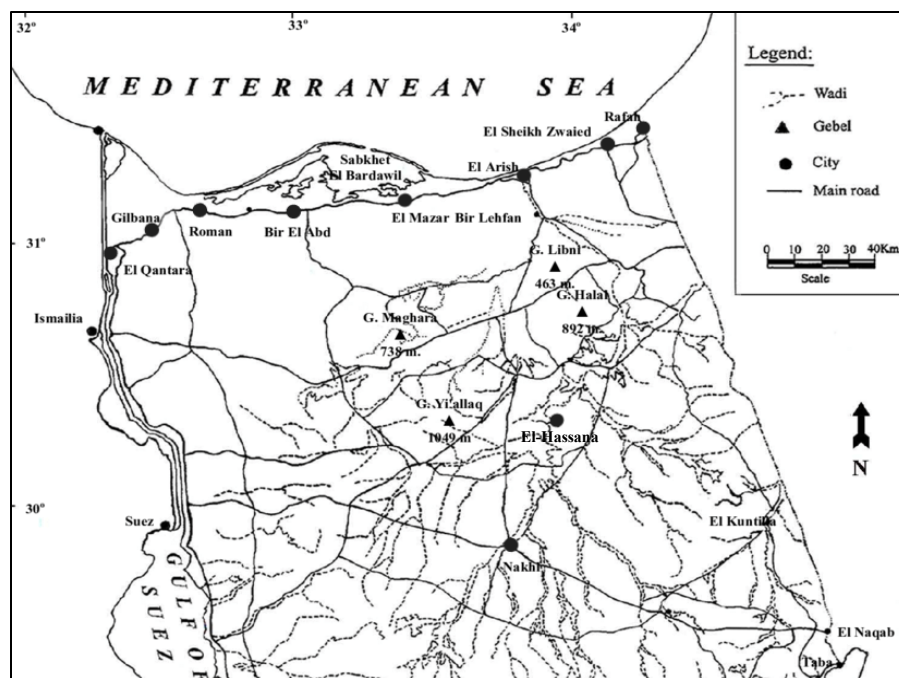 32°
33
34
MEDITERRANEAN SEA
Legend:
Wadi
Gebel
City
Main road
0 10 20 30 40Km
Scale
Rafah
El Sheikh Zwaied
El Arish
Sabkhet
El Bardawil
Gilbana
Roman
Bir El Abd
El Mazar
Bir Lehfan
31°
El Qantara
G. Libni
463 m.
G. Halal
892 m.
Ismailia
G. Maghara
738 m.
G. Yi.allaq
1049 m
El-Hassana
N
30°
Suez
El Kuntilla
Nakhl
GULF OF
SUEZ
El Naqab
Taba